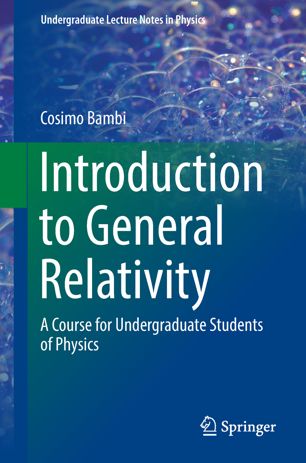 Undergraduate Lecture Notes in Physics
Cosimo Bambi
Introduction
to General
Relativity
A Course for Undergraduate Students
of Physics
Springer